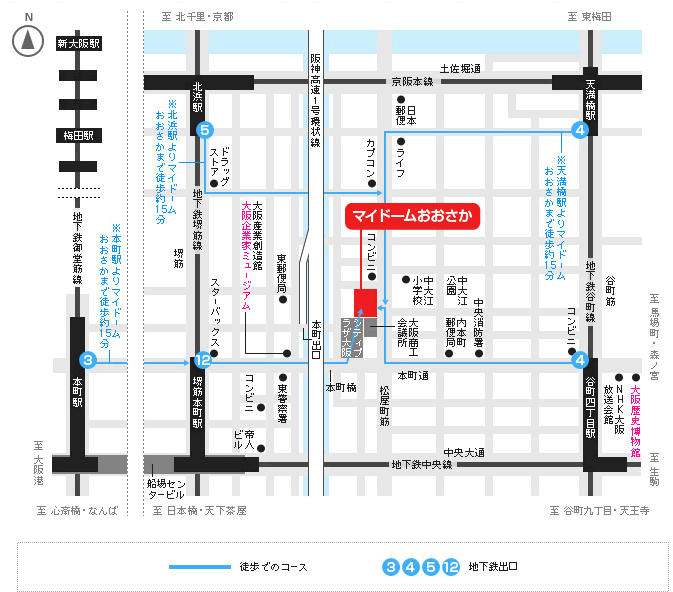 N
至 北千里・京都
至 東梅田
新大阪駅
梅田駅
地下鉄御堂筋線
本町駅
至 大阪港
至 心斎橋・なんば
北浜駅
※北浜駅よりマイドーム
おおさかまで徒歩約15分
5
ドラッグ
ストア
地下鉄堺筋線
堺筋
大阪産業創造館
大阪企業家ミュージアム
東郵便局
スターバックス
※本町駅よりマイドーム
おおさかまで徒歩約15分
3
12
堺筋本町駅
コンビニ
東警察署
帝人
ビル
船場セン
タービル
至 日本橋・天下茶屋
阪神高速1号環状線
土佐堀通
京阪本線
日本
郵便
ライフ
カプコン
マイドームおおさか
コンビニ
中大江
小学校
中大江
公園
シティプ
ラザ大阪
大阪商工
会議所
内本町
郵便局
中央消防署
本町出口
本町橋
本町通
松屋町筋
中央大通
地下鉄中央線
天満橋駅
4
※天満橋駅よりマイドーム
おおさかまで徒歩約15分
地下鉄谷町線
谷町筋
コンビニ
4
谷町四丁目駅
NHK大阪
放送会館
大阪歴史博物館
至 馬場町・森ノ宮
至 生駒
至 谷町九丁目・天王寺
徒歩でのコース
3 4 5 12 地下鉄出口